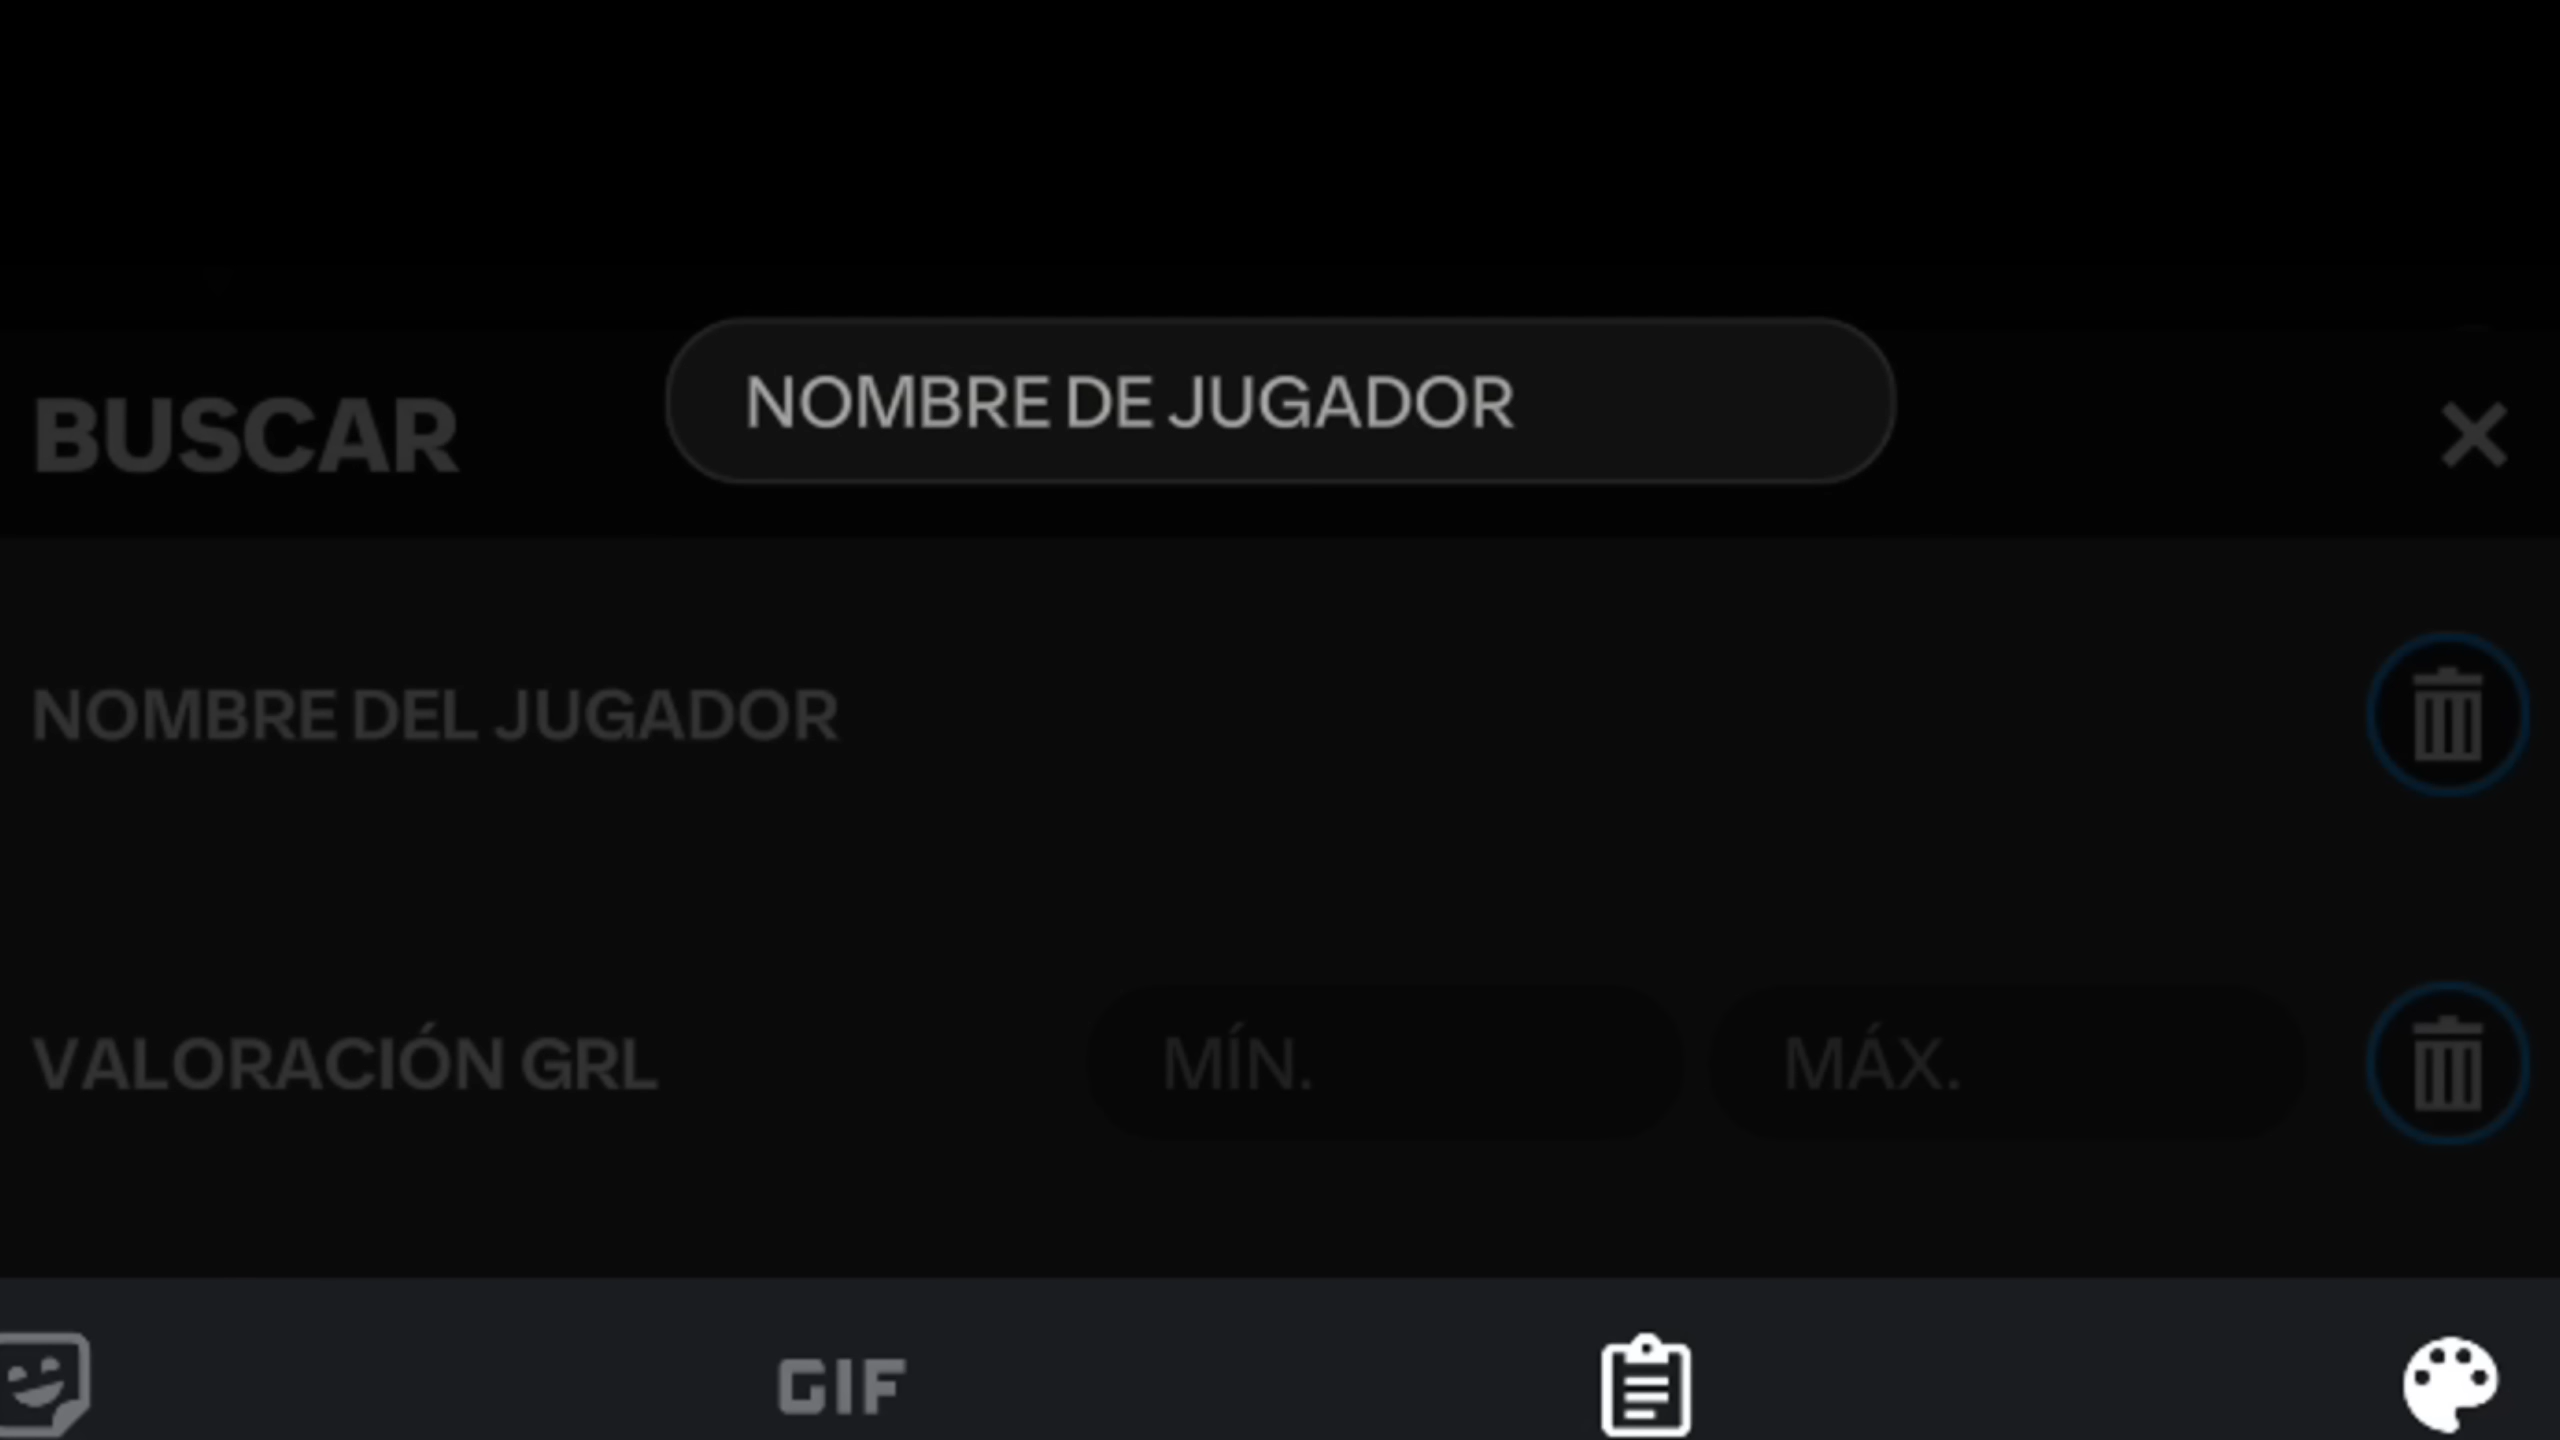 NOMBRE DE JUGADOR
BUSCAR
NOMBRE DEL JUGADOR
VALORACIÓN GRL MÍN. MÁX.
GIF